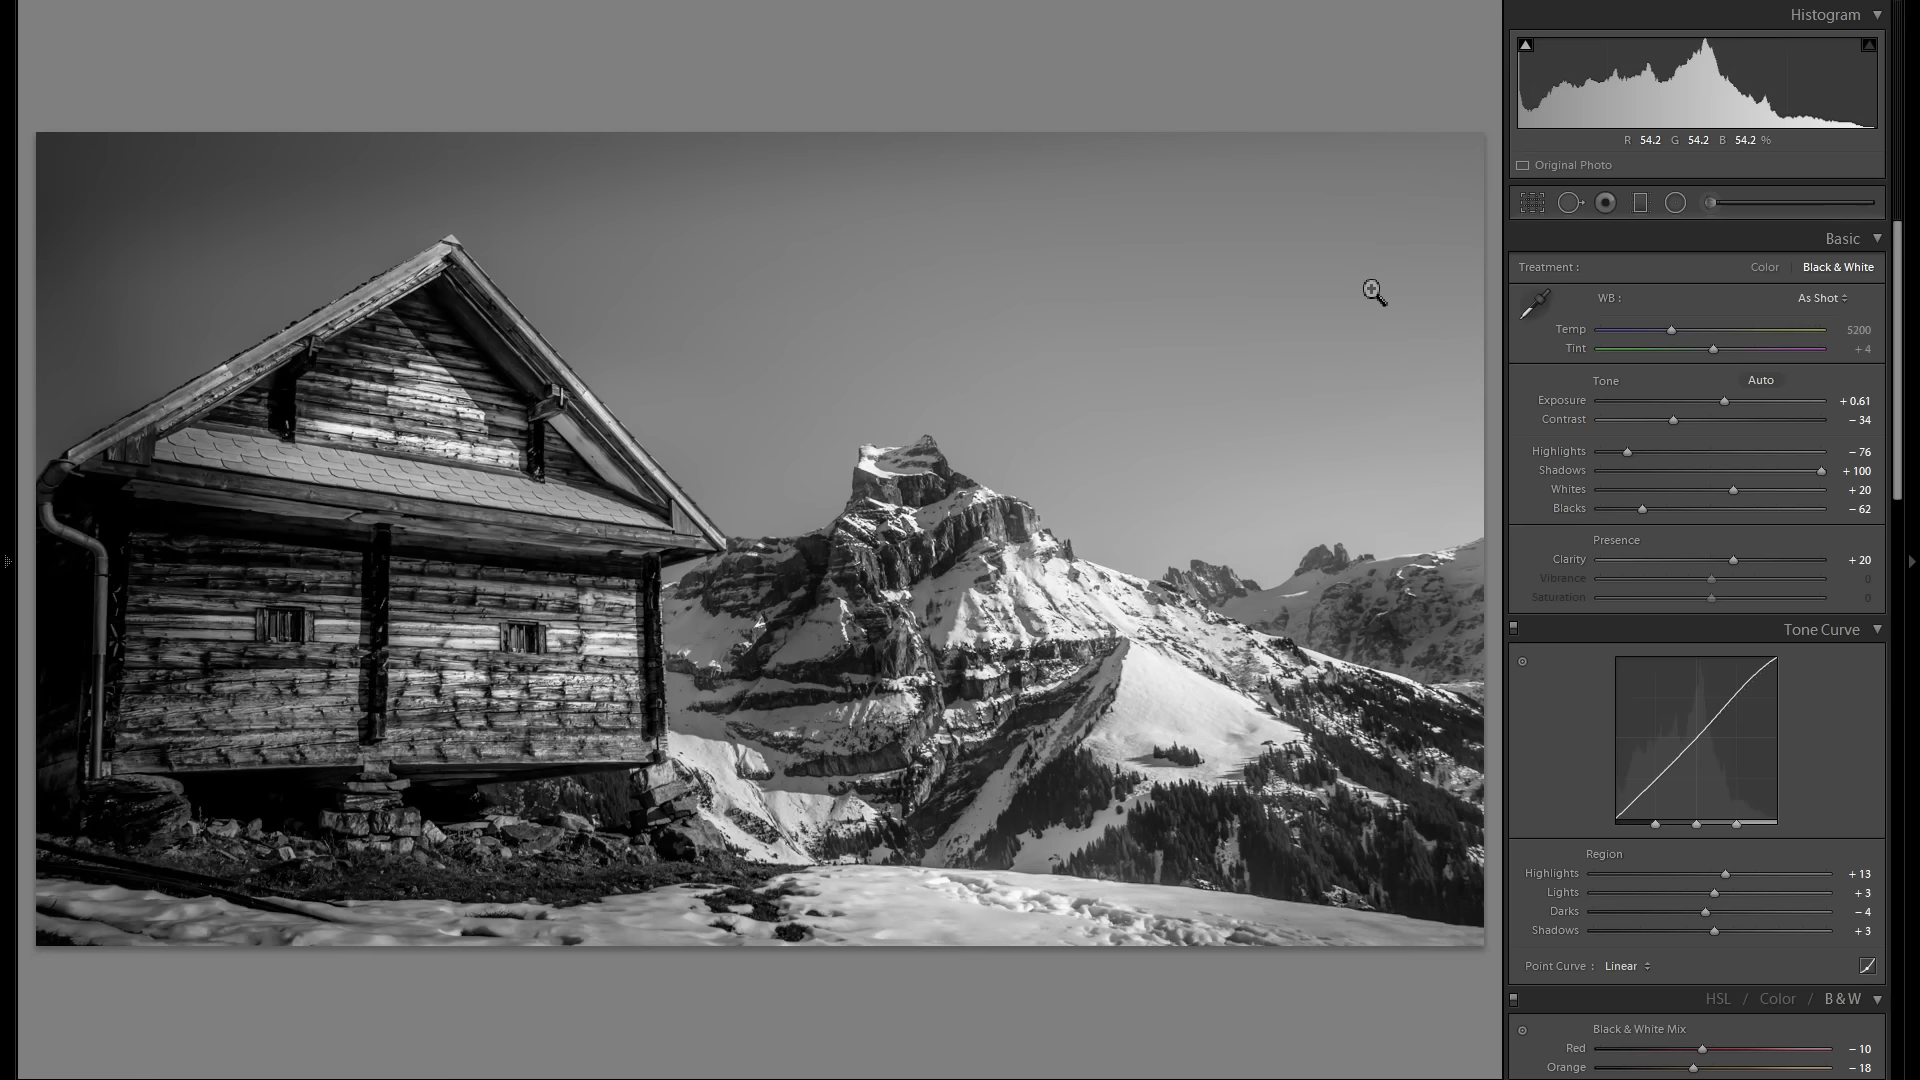 Histogram
R 54.2 G 54.2 B 54.2 %
Original Photo
Basic
Treatment : Color Black & White
WB : As Shot
Temp 5200
Tint + 4
Tone Auto
Exposure + 0.61
Contrast − 34
Highlights − 76
Shadows + 100
Whites + 20
Blacks − 62
Presence
Clarity + 20
Vibrance 0
Saturation 0
Tone Curve
Region
Highlights + 13
Lights + 3
Darks − 4
Shadows + 3
Point Curve : Linear
HSL / Color / B & W
Black & White Mix
Red − 10
Orange − 18